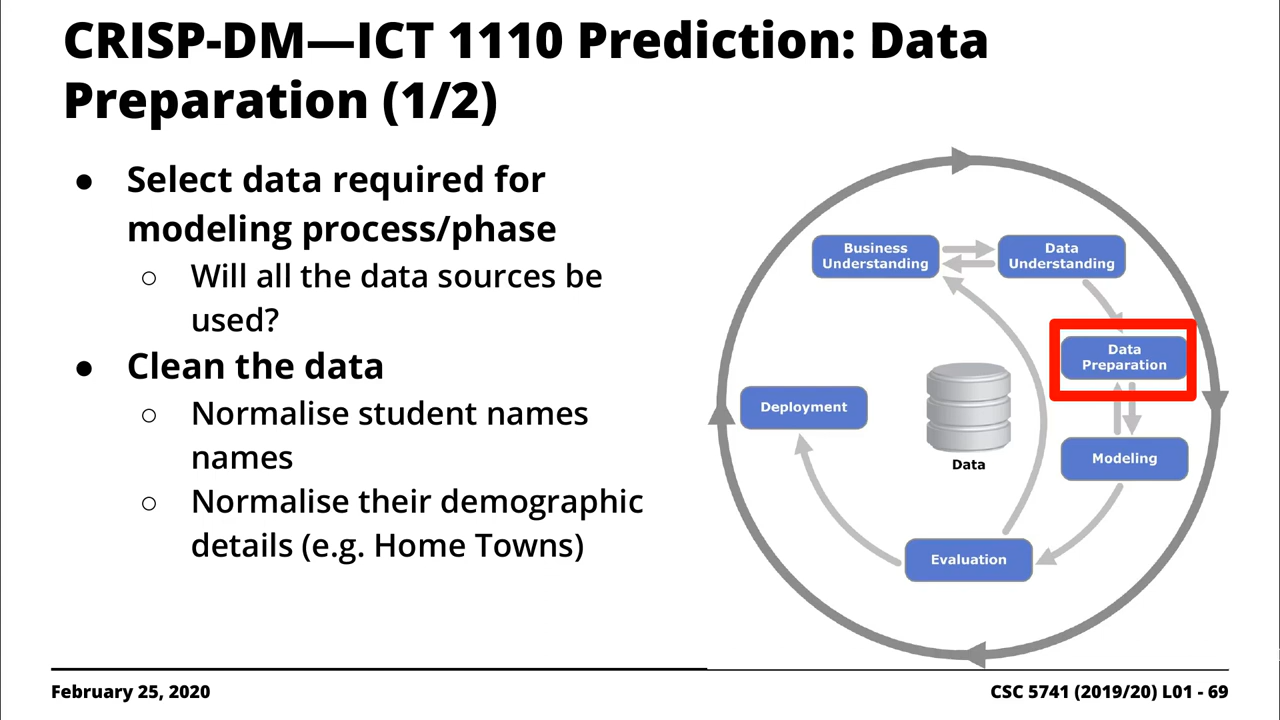 CRISP-DM—ICT 1110 Prediction: Data
Preparation (1/2)
● Select data required for
modeling process/phase
○ Will all the data sources be
used?
● Clean the data
○ Normalise student names
names
○ Normalise their demographic
details (e.g. Home Towns)
Business
Understanding
Data
Understanding
Data
Preparation
Deployment
Data
Modeling
Evaluation
February 25, 2020
CSC 5741 (2019/20) L01 - 69